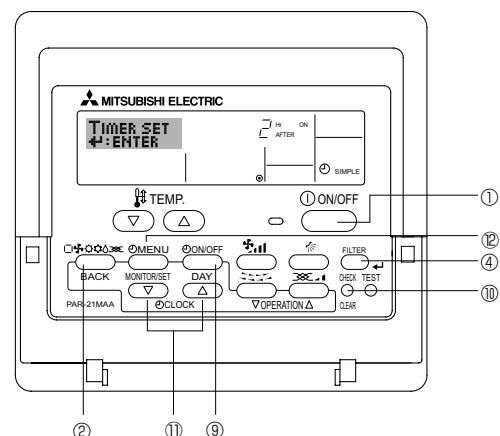 MITSUBISHI ELECTRIC
TIMER SET
↵:ENTER
2 Hr ON
AFTER
SIMPLE
TEMP.
ON/OFF
①
MENU
ON/OFF
⑫
FILTER
④
BACK
MONITOR/SET
DAY
CHECK TEST
⑩
PAR-21MAA
CLOCK
▽OPERATION△
CLEAR
②
⑪
⑨